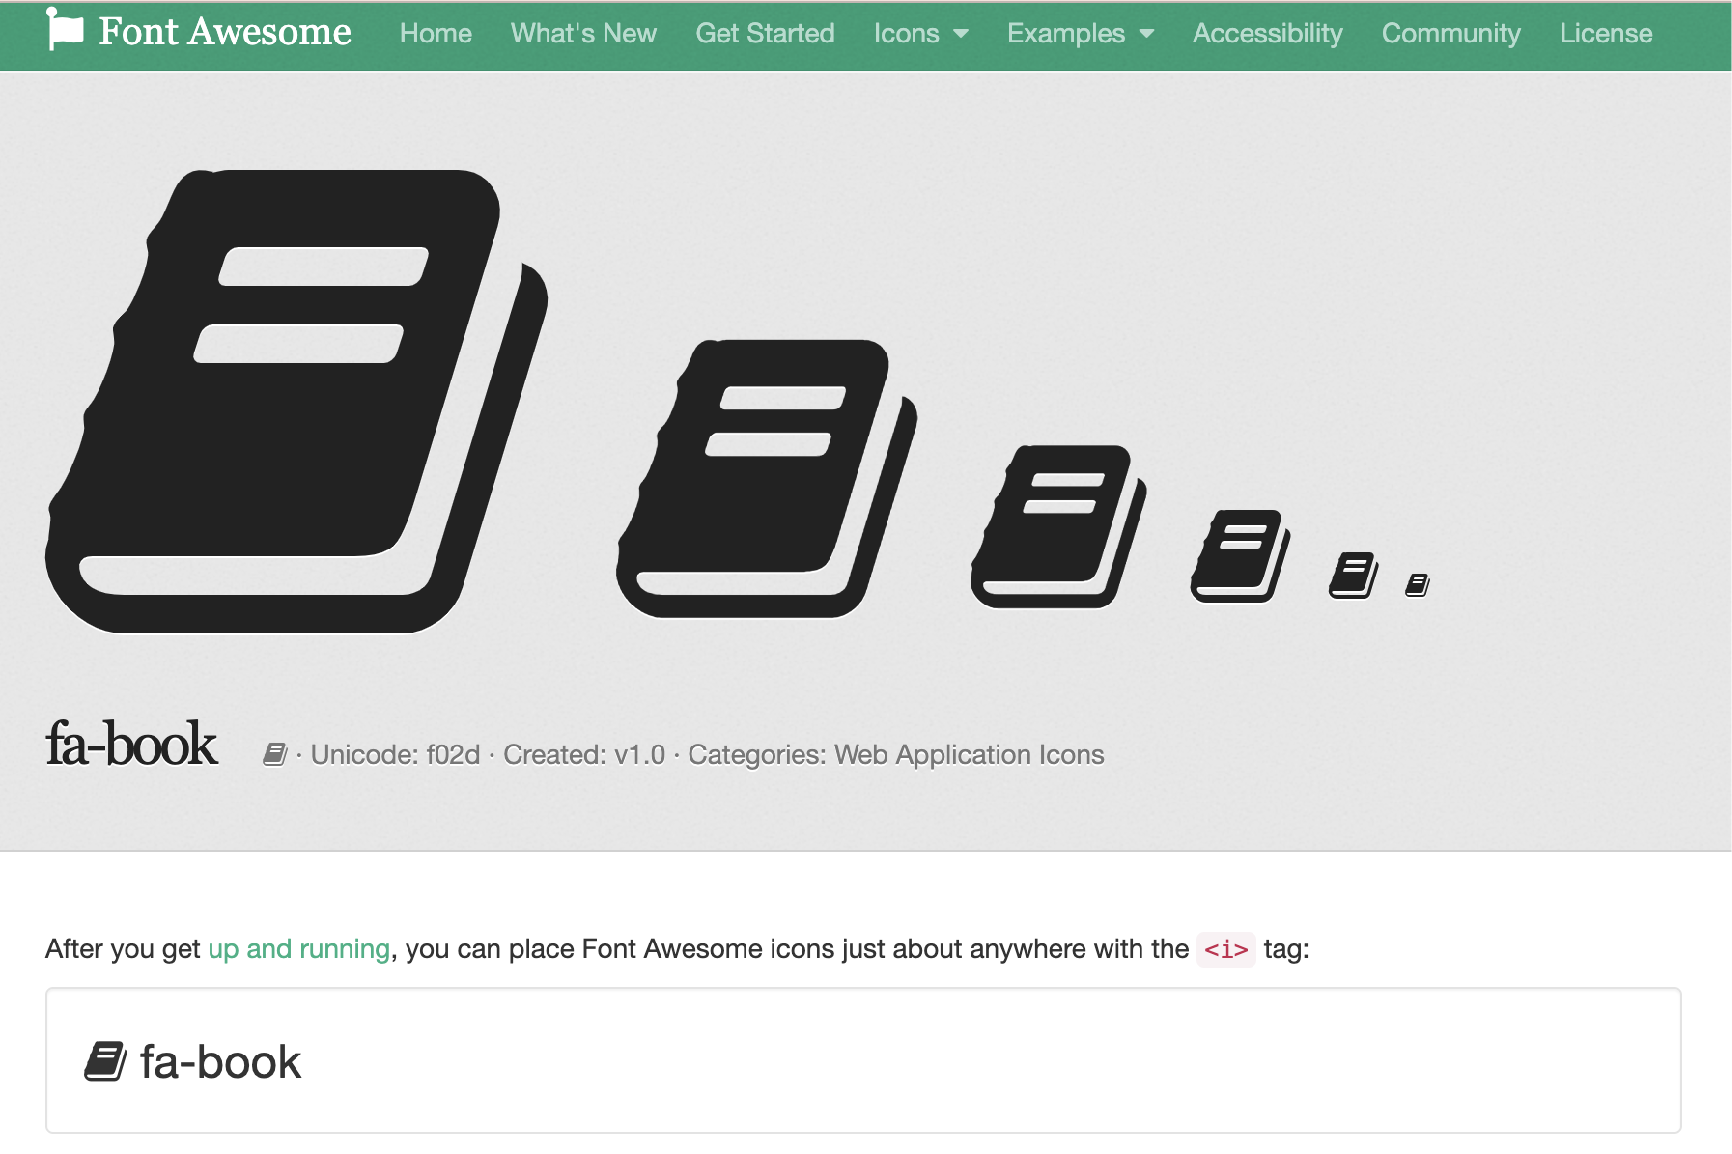 Font Awesome Home What's New Get Started Icons Examples Accessibility Community License
fa-book · Unicode: f02d · Created: v1.0 · Categories: Web Application Icons
After you get up and running, you can place Font Awesome icons just about anywhere with the <i> tag:
fa-book